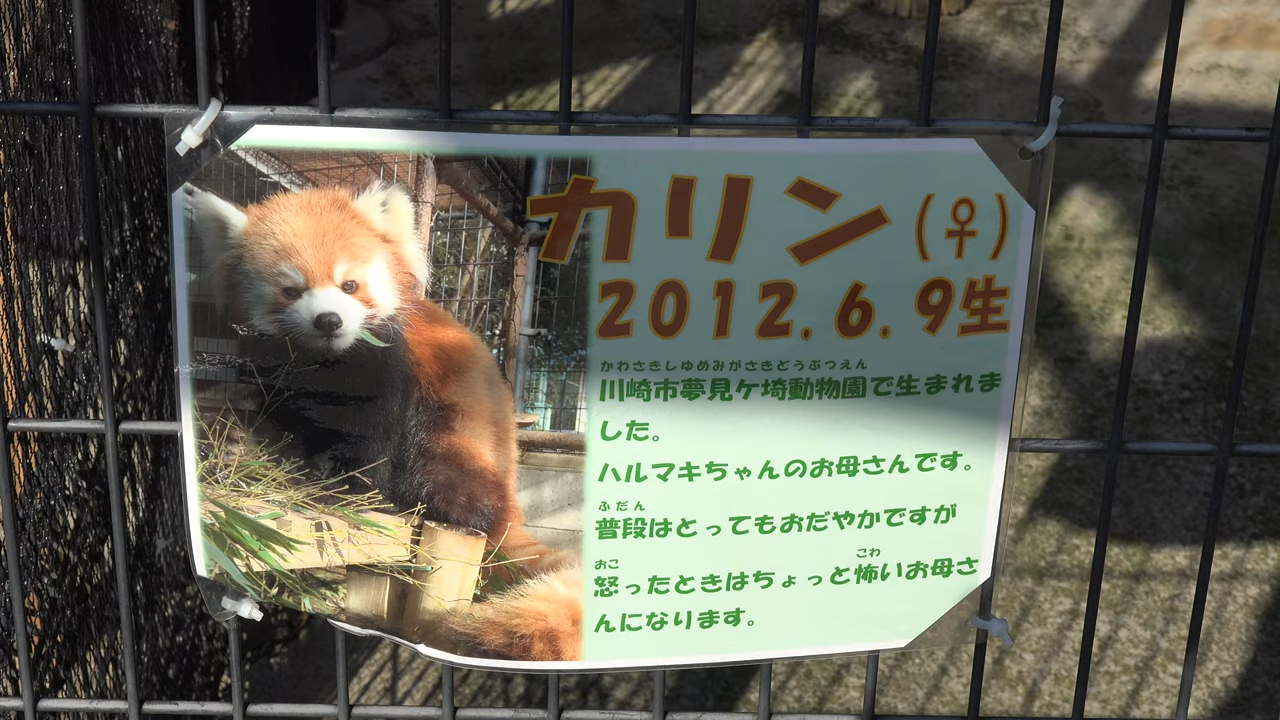 カリン(♀)
2012.6.9生
かわさきしゆめみがさきどうぶつえん
川崎市夢見ケ埼動物園で生まれま
した。
ハルマキちゃんのお母さんです。
ふだん
普段はとってもおだやかですが
おこ こわ
怒ったときはちょっと怖いお母さ
んになります。